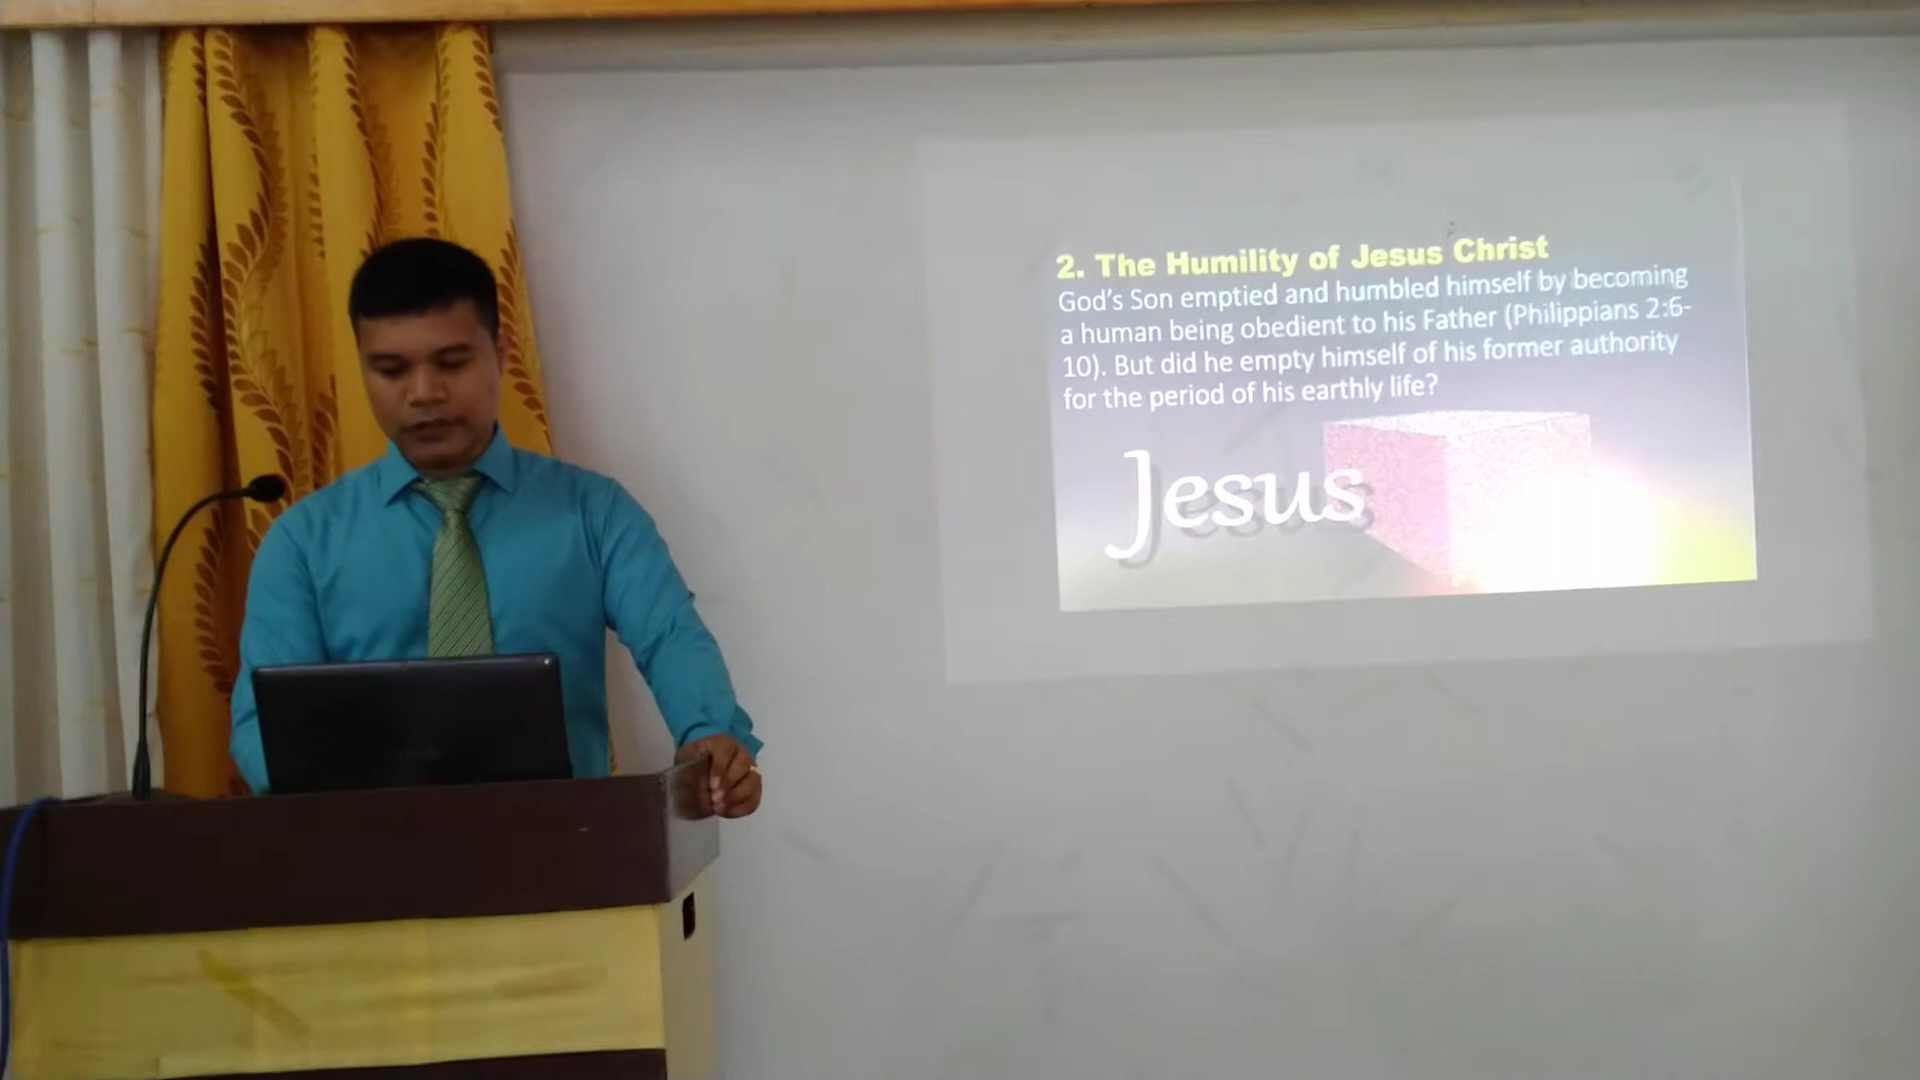 2. The Humility of Jesus Christ
God's Son emptied and humbled himself by becoming
a human being obedient to his Father (Philippians 2:6-
10). But did he empty himself of his former authority
for the period of his earthly life?
Jesus